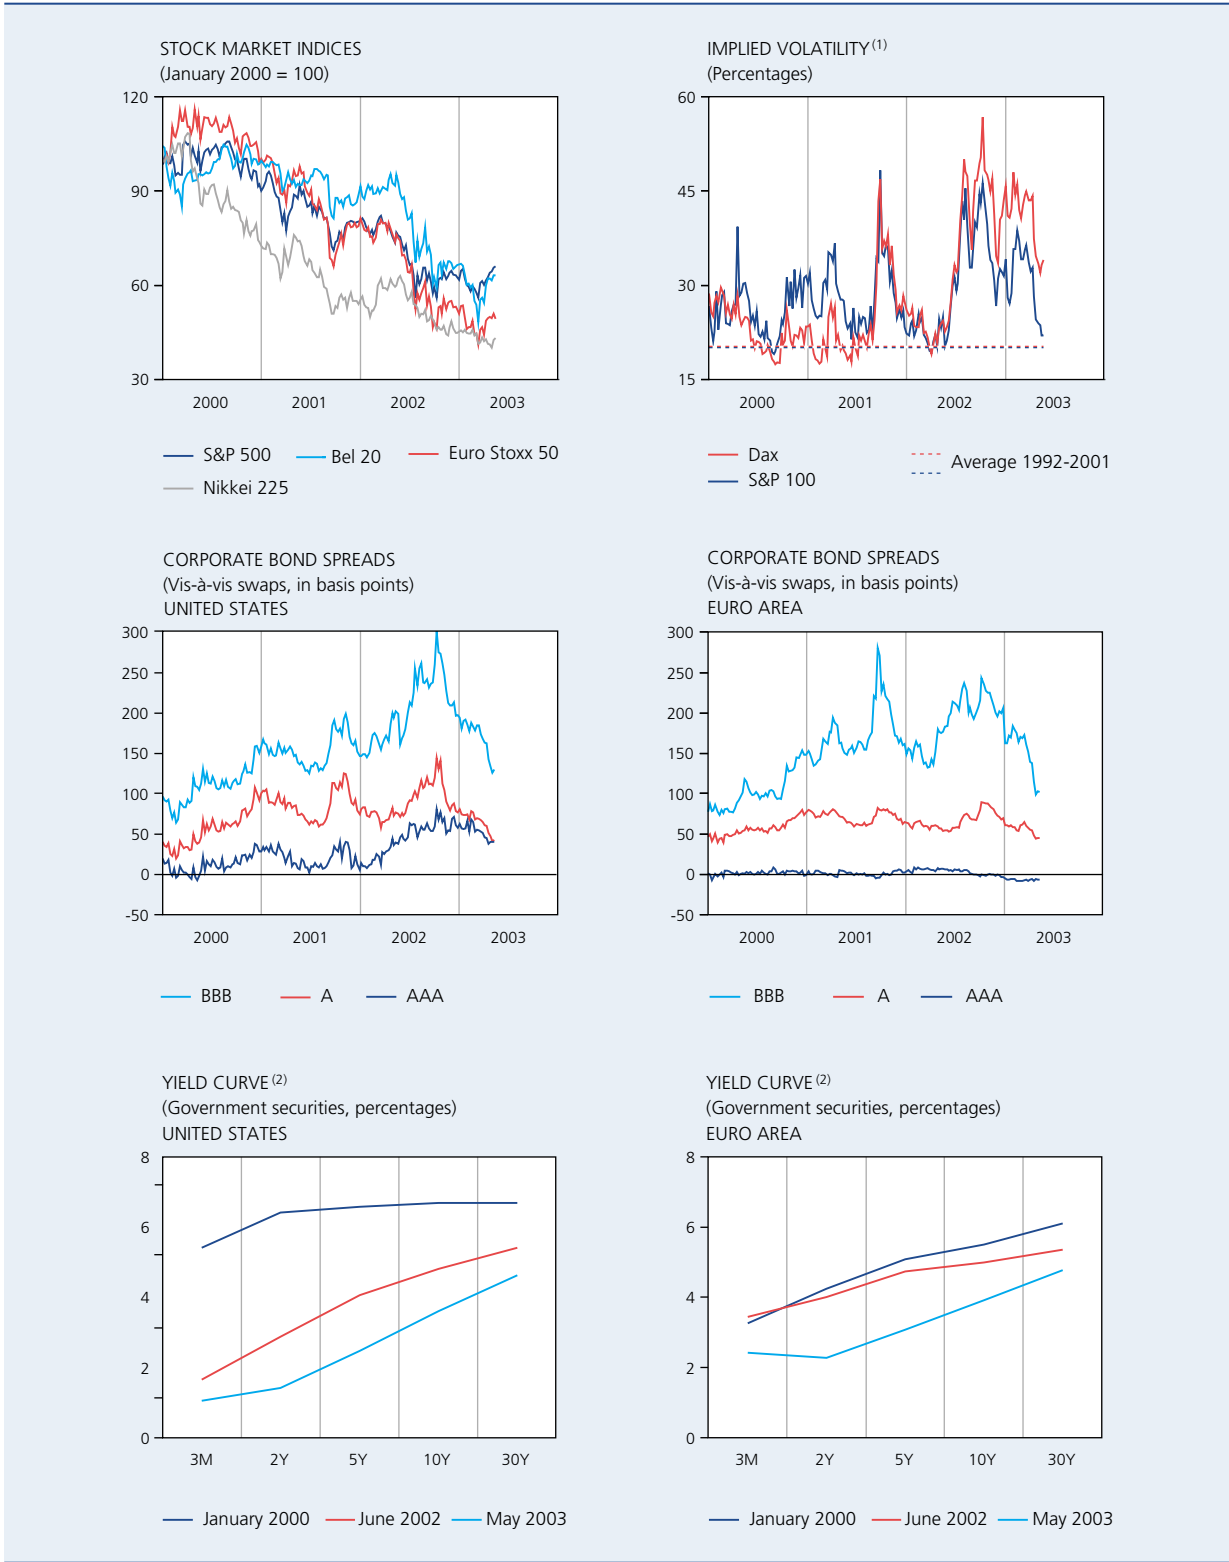 STOCK MARKET INDICES
(January 2000 = 100)
120
90
60
30
2000 2001 2002 2003
S&P 500 Bel 20 Euro Stoxx 50
Nikkei 225
IMPLIED VOLATILITY (1)
(Percentages)
60
45
30
15
2000 2001 2002 2003
Dax
S&P 100
Average 1992-2001
CORPORATE BOND SPREADS
(Vis-à-vis swaps, in basis points)
UNITED STATES
300
250
200
150
100
50
0
-50
2000 2001 2002 2003
BBB A AAA
CORPORATE BOND SPREADS
(Vis-à-vis swaps, in basis points)
EURO AREA
300
250
200
150
100
50
0
-50
2000 2001 2002 2003
BBB A AAA
YIELD CURVE (2)
(Government securities, percentages)
UNITED STATES
8
6
4
2
0
3M 2Y 5Y 10Y 30Y
January 2000 June 2002 May 2003
YIELD CURVE (2)
(Government securities, percentages)
EURO AREA
8
6
4
2
0
3M 2Y 5Y 10Y 30Y
January 2000 June 2002 May 2003